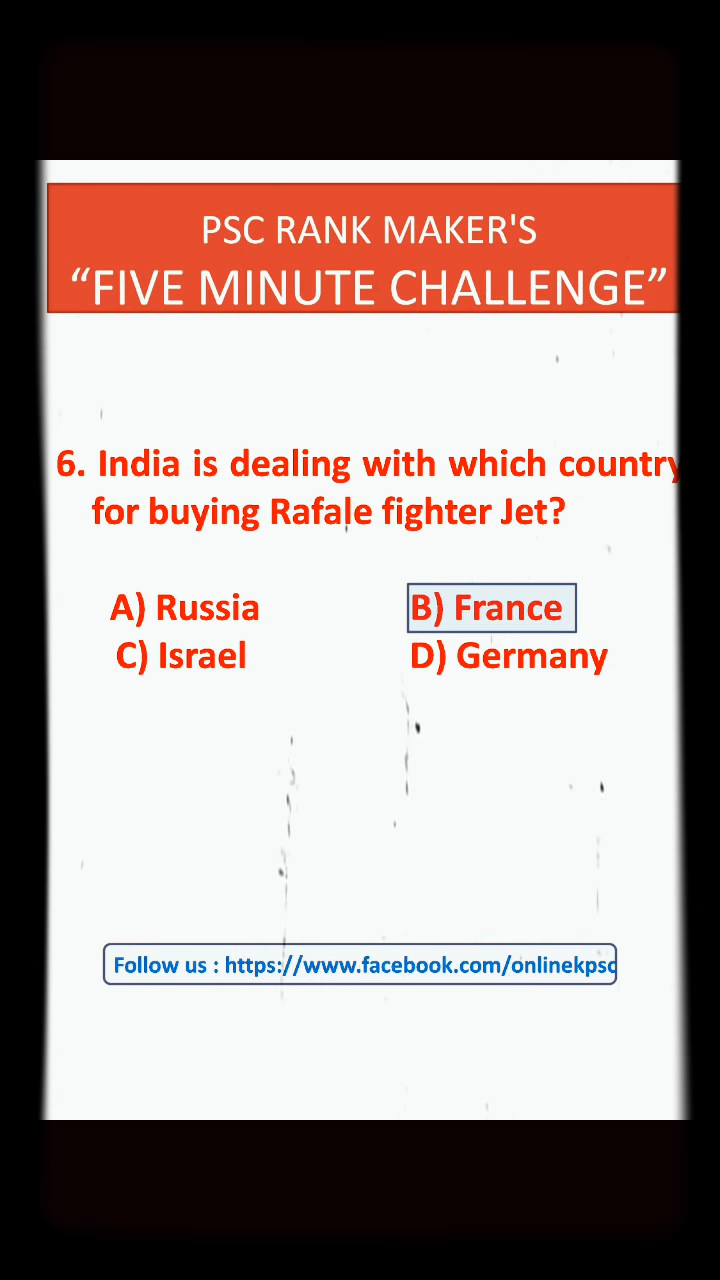 PSC RANK MAKER'S
“FIVE MINUTE CHALLENGE”
6. India is dealing with which country
for buying Rafale fighter Jet?
A) Russia B) France
C) Israel D) Germany
Follow us : https://www.facebook.com/onlinekpsc